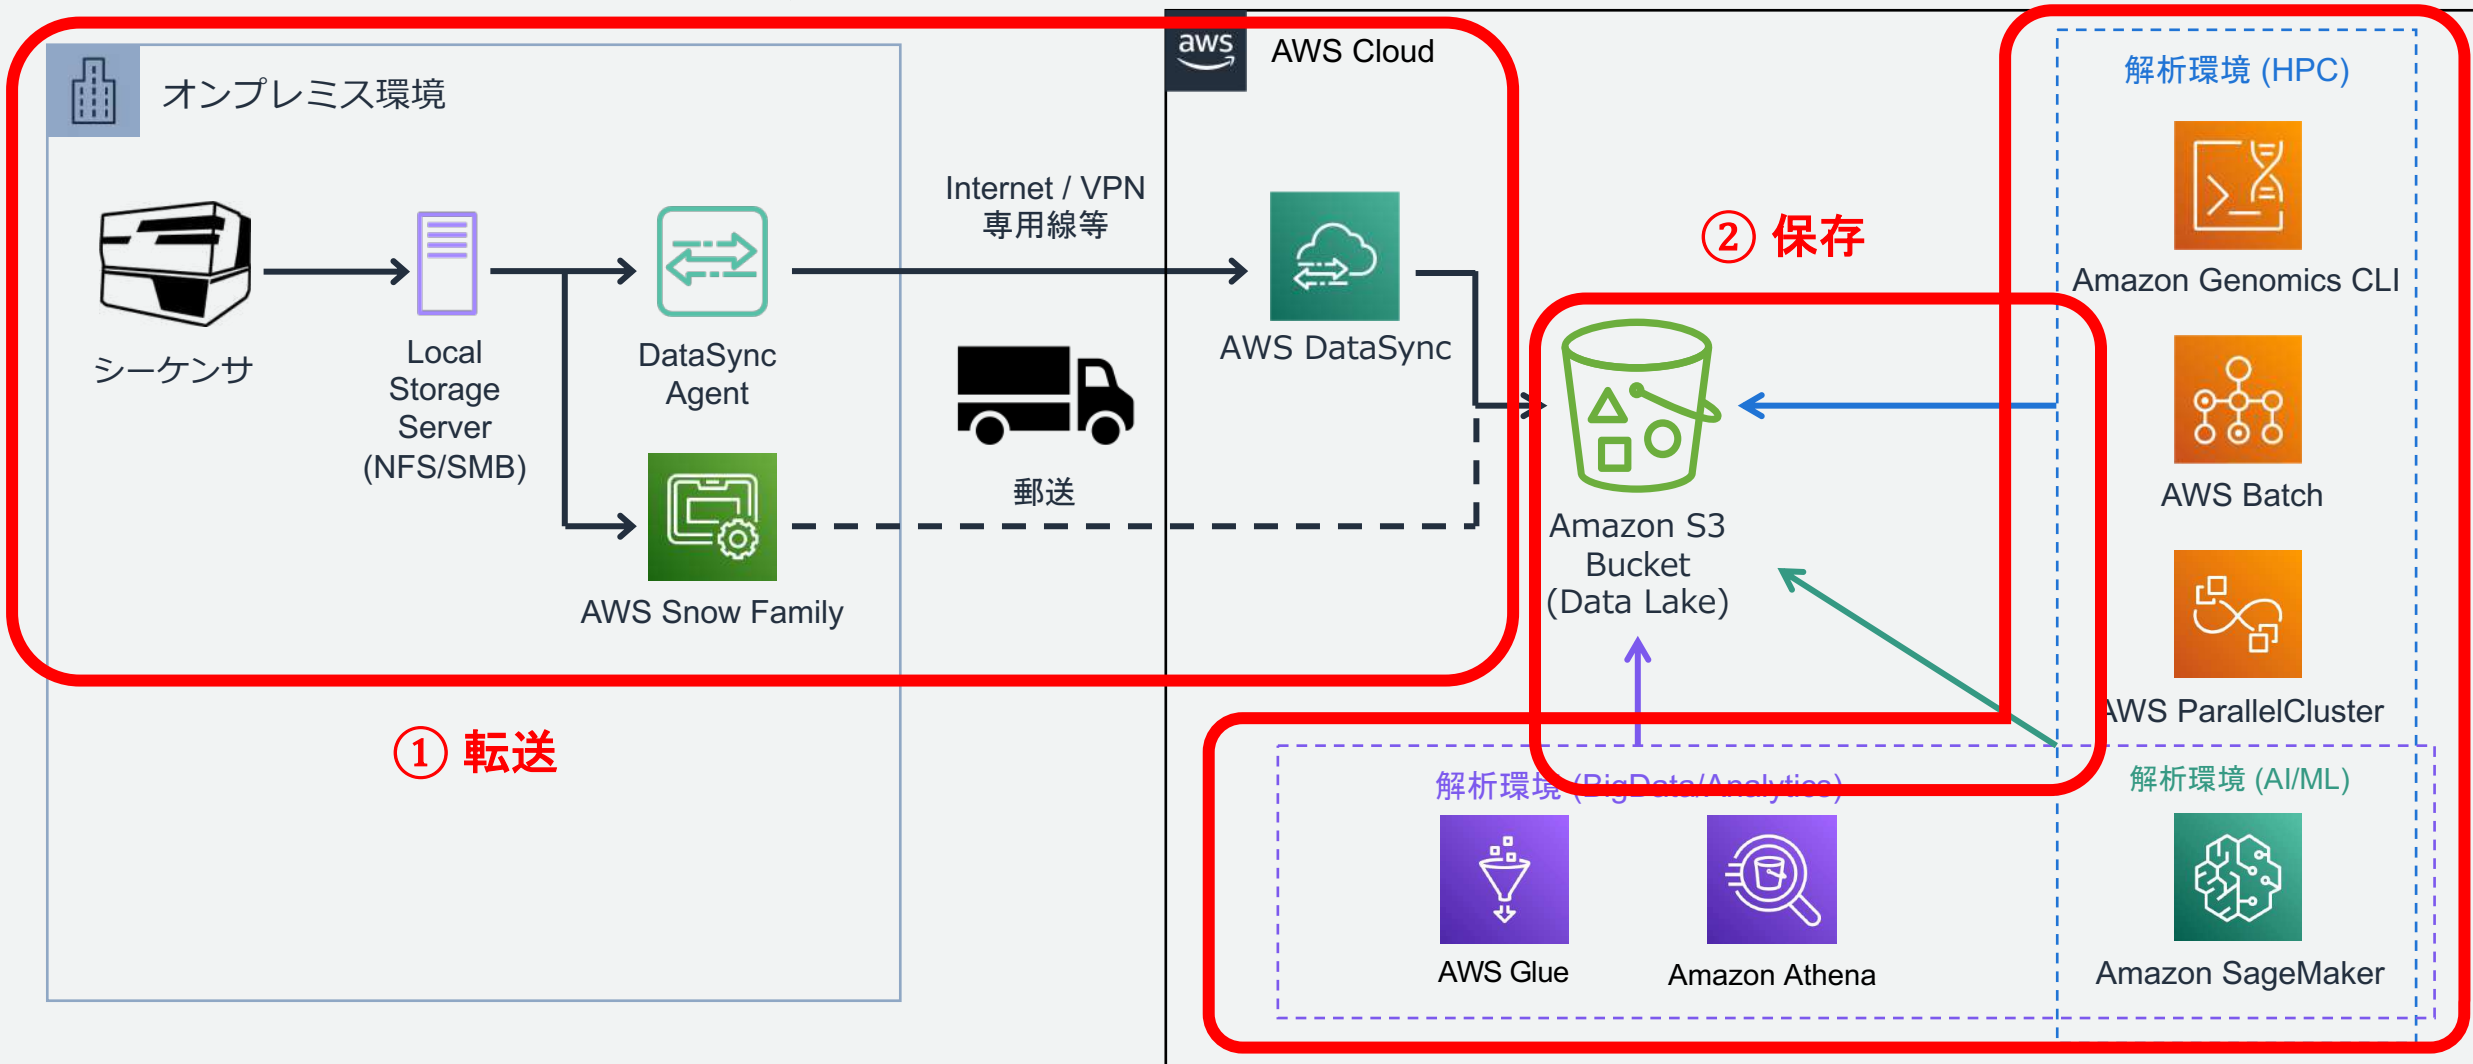 aws
AWS Cloud
オンプレミス環境
シーケンサ
Local
Storage
Server
(NFS/SMB)
DataSync
Agent
AWS Snow Family
Internet / VPN
専用線等
郵送
AWS DataSync
① 転送
② 保存
Amazon S3
Bucket
(Data Lake)
解析環境 (HPC)
Amazon Genomics CLI
AWS Batch
AWS ParallelCluster
解析環境 (BigData/Analytics)
AWS Glue
Amazon Athena
解析環境 (AI/ML)
Amazon SageMaker